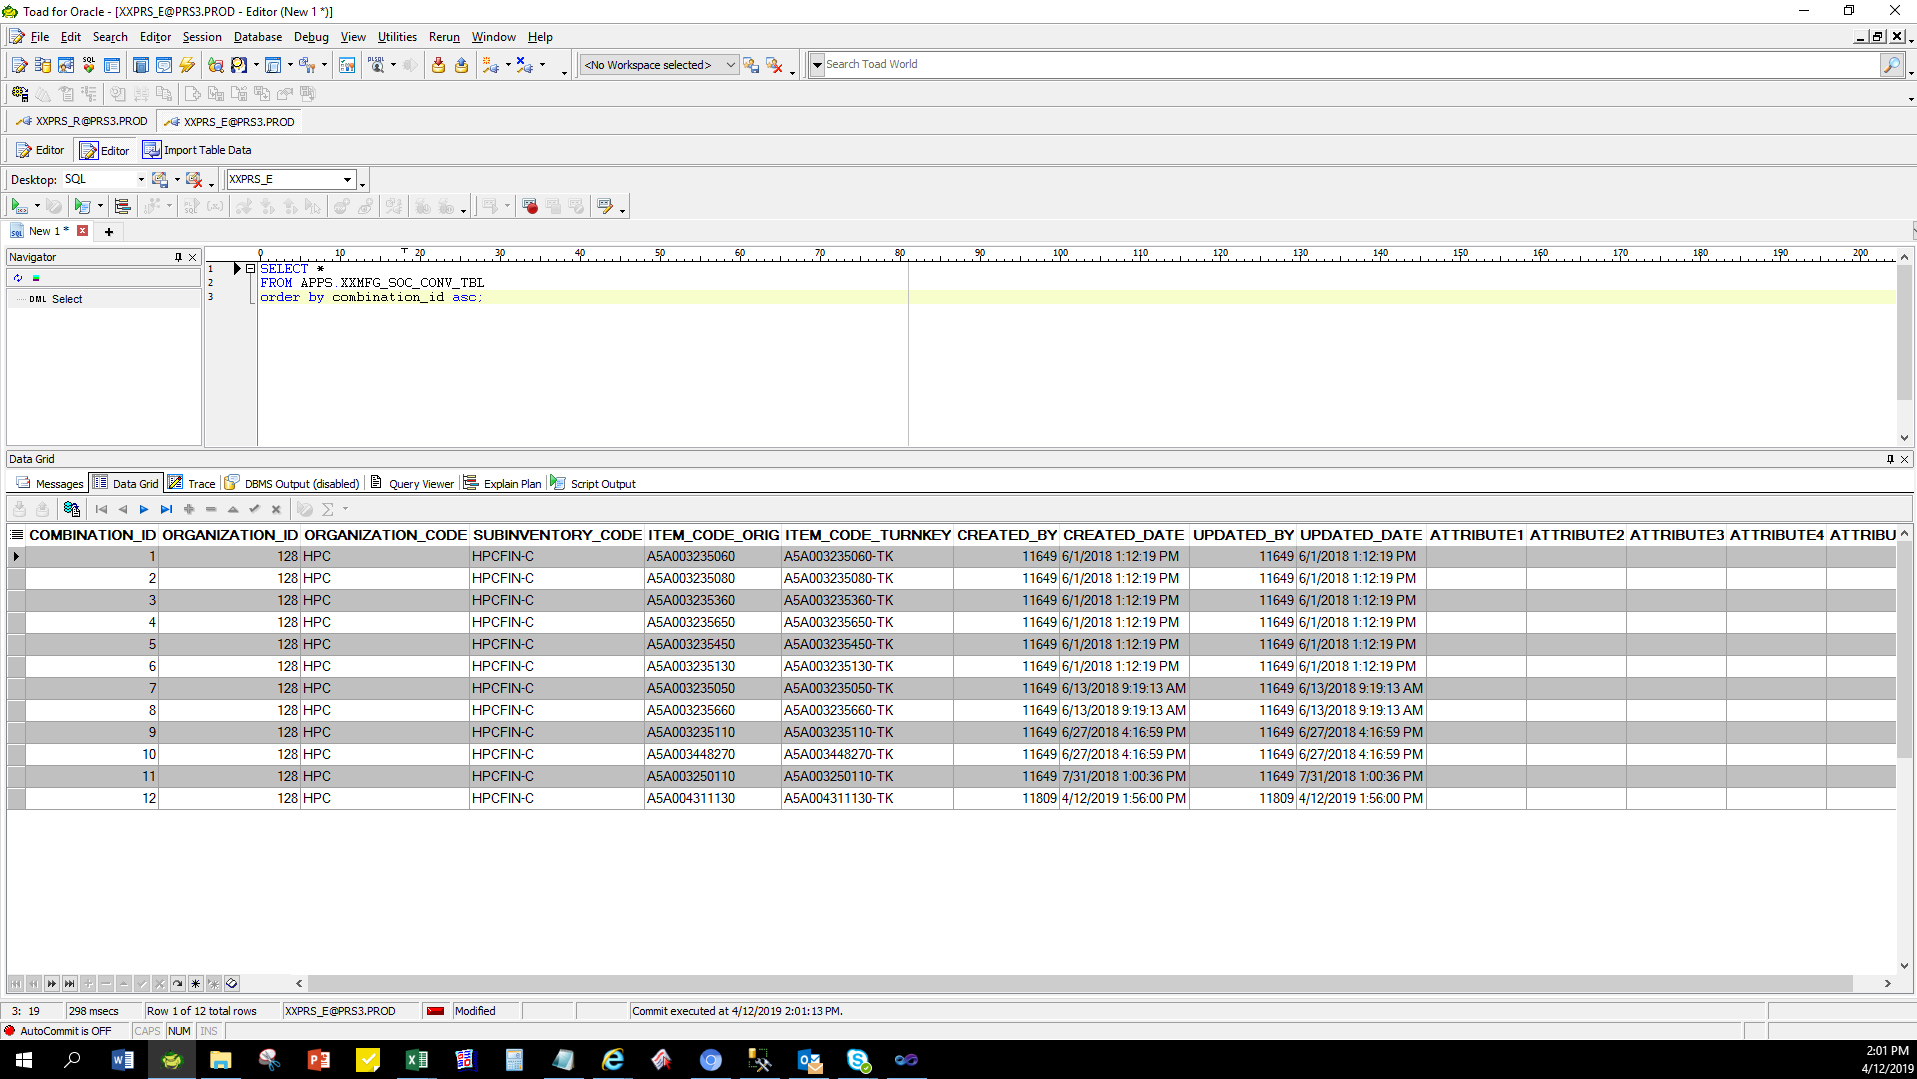 Toad for Oracle - [XXPRS_E@PRS3.PROD - Editor (New 1 *)]
File Edit Search Editor Session Database Debug View Utilities Rerun Window Help
<No Workspace selected> Search Toad World
XXPRS_R@PRS3.PROD XXPRS_E@PRS3.PROD
Editor Editor Import Table Data
Desktop: SQL XXPRS_E
New 1 *
Navigator
DML Select
0 10 20 30 40 50 60 70 80 90 100 110 120 130 140 150 160 170 180 190 200
1 SELECT *
2 FROM APPS.XXMFG_SOC_CONV_TBL
3 order by combination_id asc;
Data Grid
Messages Data Grid Trace DBMS Output (disabled) Query Viewer Explain Plan Script Output
COMBINATION_ID ORGANIZATION_ID ORGANIZATION_CODE SUBINVENTORY_CODE ITEM_CODE_ORIG ITEM_CODE_TURNKEY CREATED_BY CREATED_DATE UPDATED_BY UPDATED_DATE ATTRIBUTE1 ATTRIBUTE2 ATTRIBUTE3 ATTRIBUTE4 ATTRIBU
1 128 HPC HPCFIN-C A5A003235060 A5A003235060-TK 11649 6/1/2018 1:12:19 PM 11649 6/1/2018 1:12:19 PM
2 128 HPC HPCFIN-C A5A003235080 A5A003235080-TK 11649 6/1/2018 1:12:19 PM 11649 6/1/2018 1:12:19 PM
3 128 HPC HPCFIN-C A5A003235360 A5A003235360-TK 11649 6/1/2018 1:12:19 PM 11649 6/1/2018 1:12:19 PM
4 128 HPC HPCFIN-C A5A003235650 A5A003235650-TK 11649 6/1/2018 1:12:19 PM 11649 6/1/2018 1:12:19 PM
5 128 HPC HPCFIN-C A5A003235450 A5A003235450-TK 11649 6/1/2018 1:12:19 PM 11649 6/1/2018 1:12:19 PM
6 128 HPC HPCFIN-C A5A003235130 A5A003235130-TK 11649 6/1/2018 1:12:19 PM 11649 6/1/2018 1:12:19 PM
7 128 HPC HPCFIN-C A5A003235050 A5A003235050-TK 11649 6/13/2018 9:19:13 AM 11649 6/13/2018 9:19:13 AM
8 128 HPC HPCFIN-C A5A003235660 A5A003235660-TK 11649 6/13/2018 9:19:13 AM 11649 6/13/2018 9:19:13 AM
9 128 HPC HPCFIN-C A5A003235110 A5A003235110-TK 11649 6/27/2018 4:16:59 PM 11649 6/27/2018 4:16:59 PM
10 128 HPC HPCFIN-C A5A003448270 A5A003448270-TK 11649 6/27/2018 4:16:59 PM 11649 6/27/2018 4:16:59 PM
11 128 HPC HPCFIN-C A5A003250110 A5A003250110-TK 11649 7/31/2018 1:00:36 PM 11649 7/31/2018 1:00:36 PM
12 128 HPC HPCFIN-C A5A004311130 A5A004311130-TK 11809 4/12/2019 1:56:00 PM 11809 4/12/2019 1:56:00 PM
3: 19 298 msecs Row 1 of 12 total rows XXPRS_E@PRS3.PROD Modified Commit executed at 4/12/2019 2:01:13 PM.
AutoCommit is OFF CAPS NUM INS
2:01 PM
4/12/2019